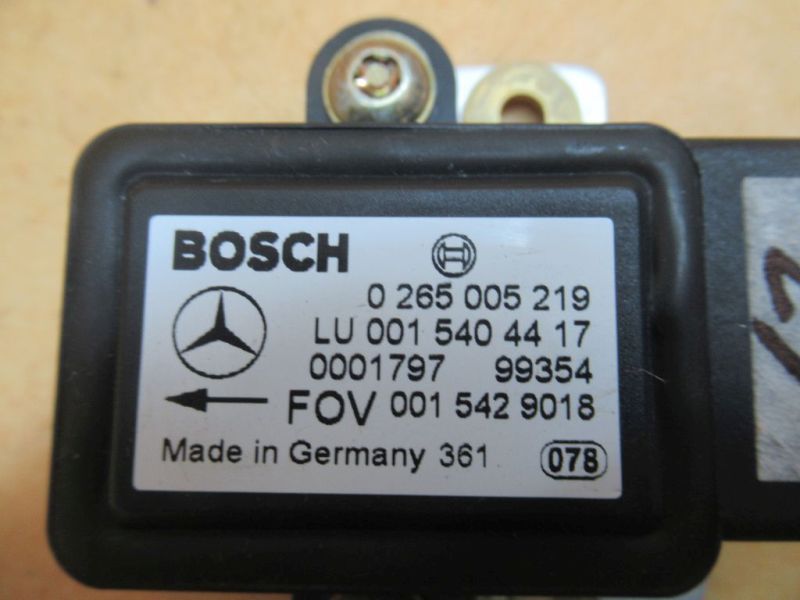 BOSCH
0 265 005 219
LU 001 540 44 17
0001797 99354
FOV 001 542 9018
Made in Germany 361 078